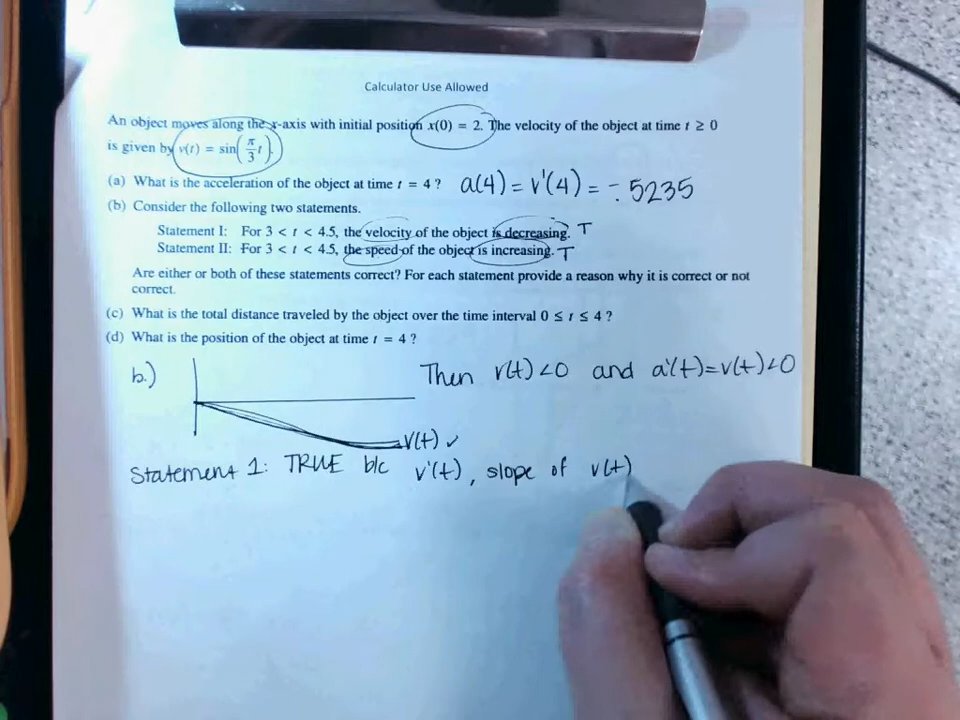 Calculator Use Allowed
An object moves along the x-axis with initial position x(0) = 2. The velocity of the object at time t ≥ 0
is given by v(t) = sin(π/3 t).
(a) What is the acceleration of the object at time t = 4 ? a(4) = v'(4) = -.5235
(b) Consider the following two statements.
Statement I: For 3 < t < 4.5, the velocity of the object is decreasing. T
Statement II: For 3 < t < 4.5, the speed of the object is increasing. T
Are either or both of these statements correct? For each statement provide a reason why it is correct or not
correct.
(c) What is the total distance traveled by the object over the time interval 0 ≤ t ≤ 4 ?
(d) What is the position of the object at time t = 4 ?
b.) Then v(t) <0 and a'(t)=v(t)<0
v(t) ✓
Statement 1: TRUE b/c v'(t), slope of v(t)